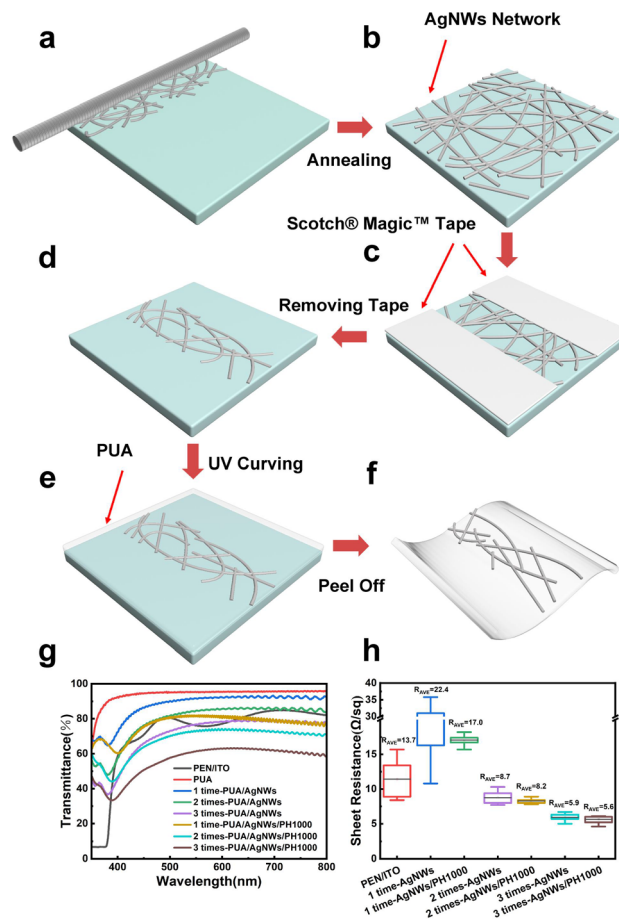 a
b
AgNWs Network
Annealing
Scotch® Magic™ Tape
d
c
Removing Tape
PUA
UV Curving
e
f
Peel Off
g
100
80
60
40
20
0
Transmittance(%)
PEN/ITO
PUA
1 time-PUA/AgNWs
2 times-PUA/AgNWs
3 times-PUA/AgNWs
1 time-PUA/AgNWs/PH1000
2 times-PUA/AgNWs/PH1000
3 times-PUA/AgNWs/PH1000
400 500 600 700 800
Wavelength(nm)
h
40
35
30
15
10
5
0
Sheet Resistance(Ω/sq)
RAVE=13.7
RAVE=22.4
RAVE=17.0
RAVE=8.7
RAVE=8.2
RAVE=5.9
RAVE=5.6
PEN/ITO
1 time-AgNWs
1 time-AgNWs/PH1000
2 times-AgNWs
2 times-AgNWs/PH1000
3 times-AgNWs
3 times-AgNWs/PH1000